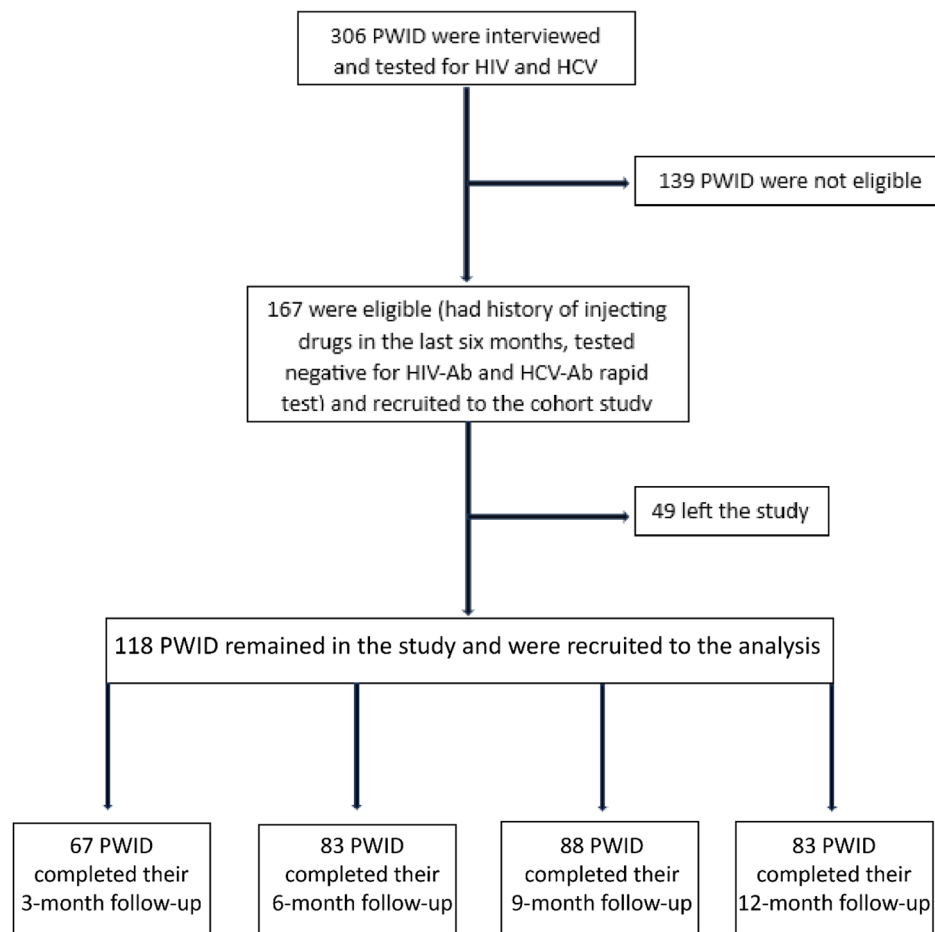 306 PWID were interviewed
and tested for HIV and HCV
139 PWID were not eligible
167 were eligible (had history of injecting
drugs in the last six months, tested
negative for HIV-Ab and HCV-Ab rapid
test) and recruited to the cohort study
49 left the study
118 PWID remained in the study and were recruited to the analysis
67 PWID
completed their
3-month follow-up
83 PWID
completed their
6-month follow-up
88 PWID
completed their
9-month follow-up
83 PWID
completed their
12-month follow-up